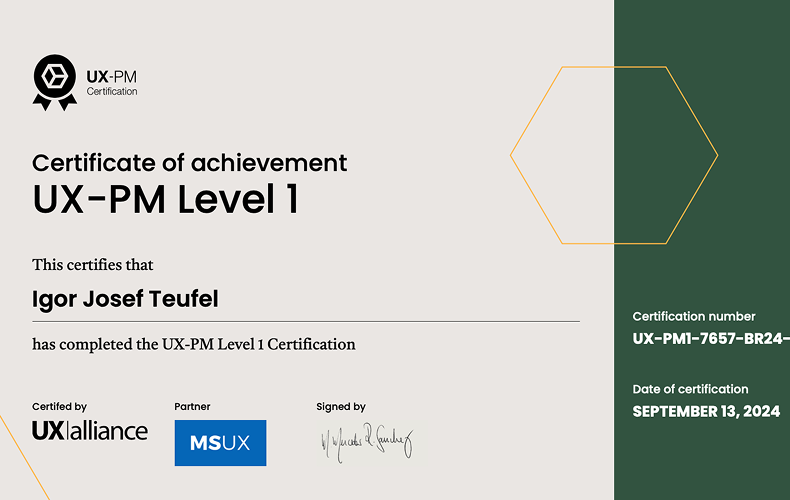 UX-PM
Certification
Certificate of achievement
UX-PM Level 1
This certifies that
Igor Josef Teufel
has completed the UX-PM Level 1 Certification
Certifed by
UX|alliance
Partner
MSUX
Signed by
Certification number
UX-PM1-7657-BR24-
Date of certification
SEPTEMBER 13, 2024